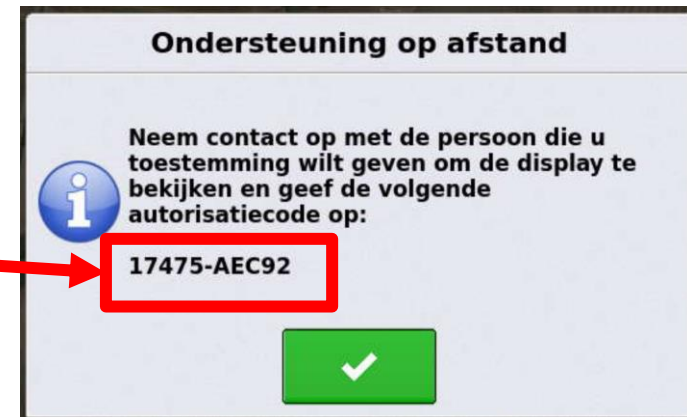 Ondersteuning op afstand
Neem contact op met de persoon die u
toestemming wilt geven om de display te
bekijken en geef de volgende
autorisatiecode op:
17475-AEC92